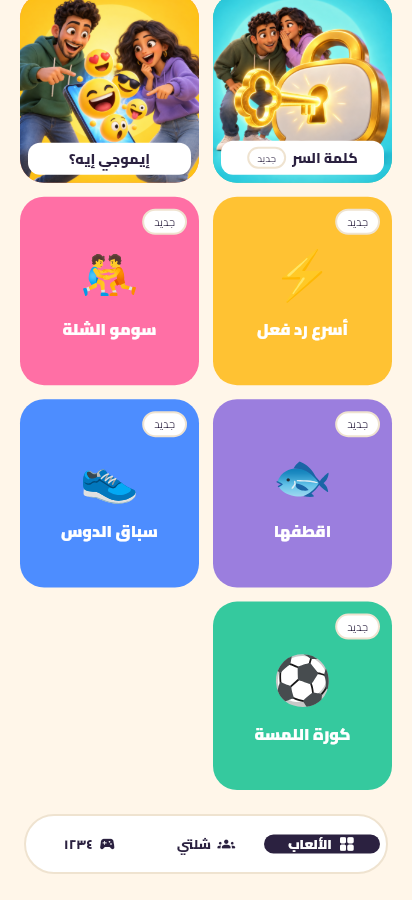 كلمة السر جديد
إيموجي إيه؟
جديد
أسرع رد فعل
جديد
سومو الشلة
جديد
اقطفها
جديد
سباق الدوس
جديد
كورة اللمسة
الألعاب
شلتي
١٢٣٤